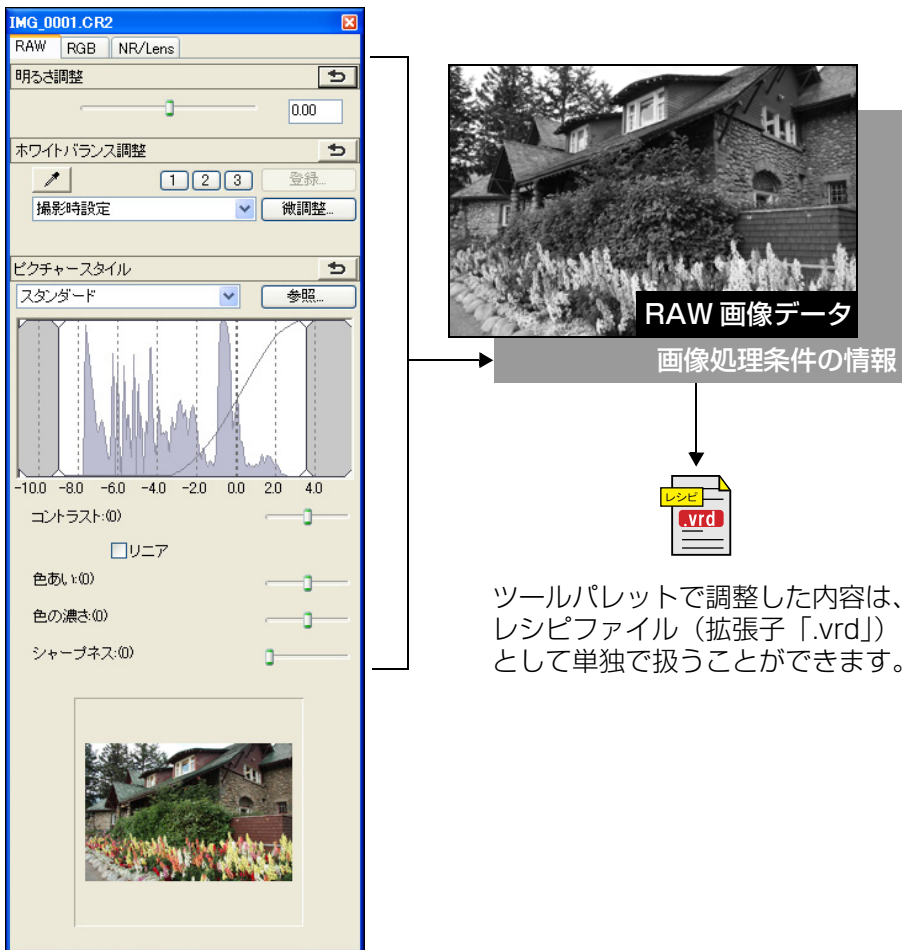 IMG_0001.CR2
RAW RGB NR/Lens
明るさ調整
0.00
ホワイトバランス調整
1 2 3 登録...
撮影時設定 微調整...
ピクチャースタイル
スタンダード 参照...
-10.0 -8.0 -6.0 -4.0 -2.0 0.0 2.0 4.0
コントラスト:(0)
リニア
色あい:(0)
色の濃さ:(0)
シャープネス:(0)
RAW 画像データ
画像処理条件の情報
レシピ
.vrd
ツールパレットで調整した内容は、
レシピファイル（拡張子「.vrd」）
として単独で扱うことができます。